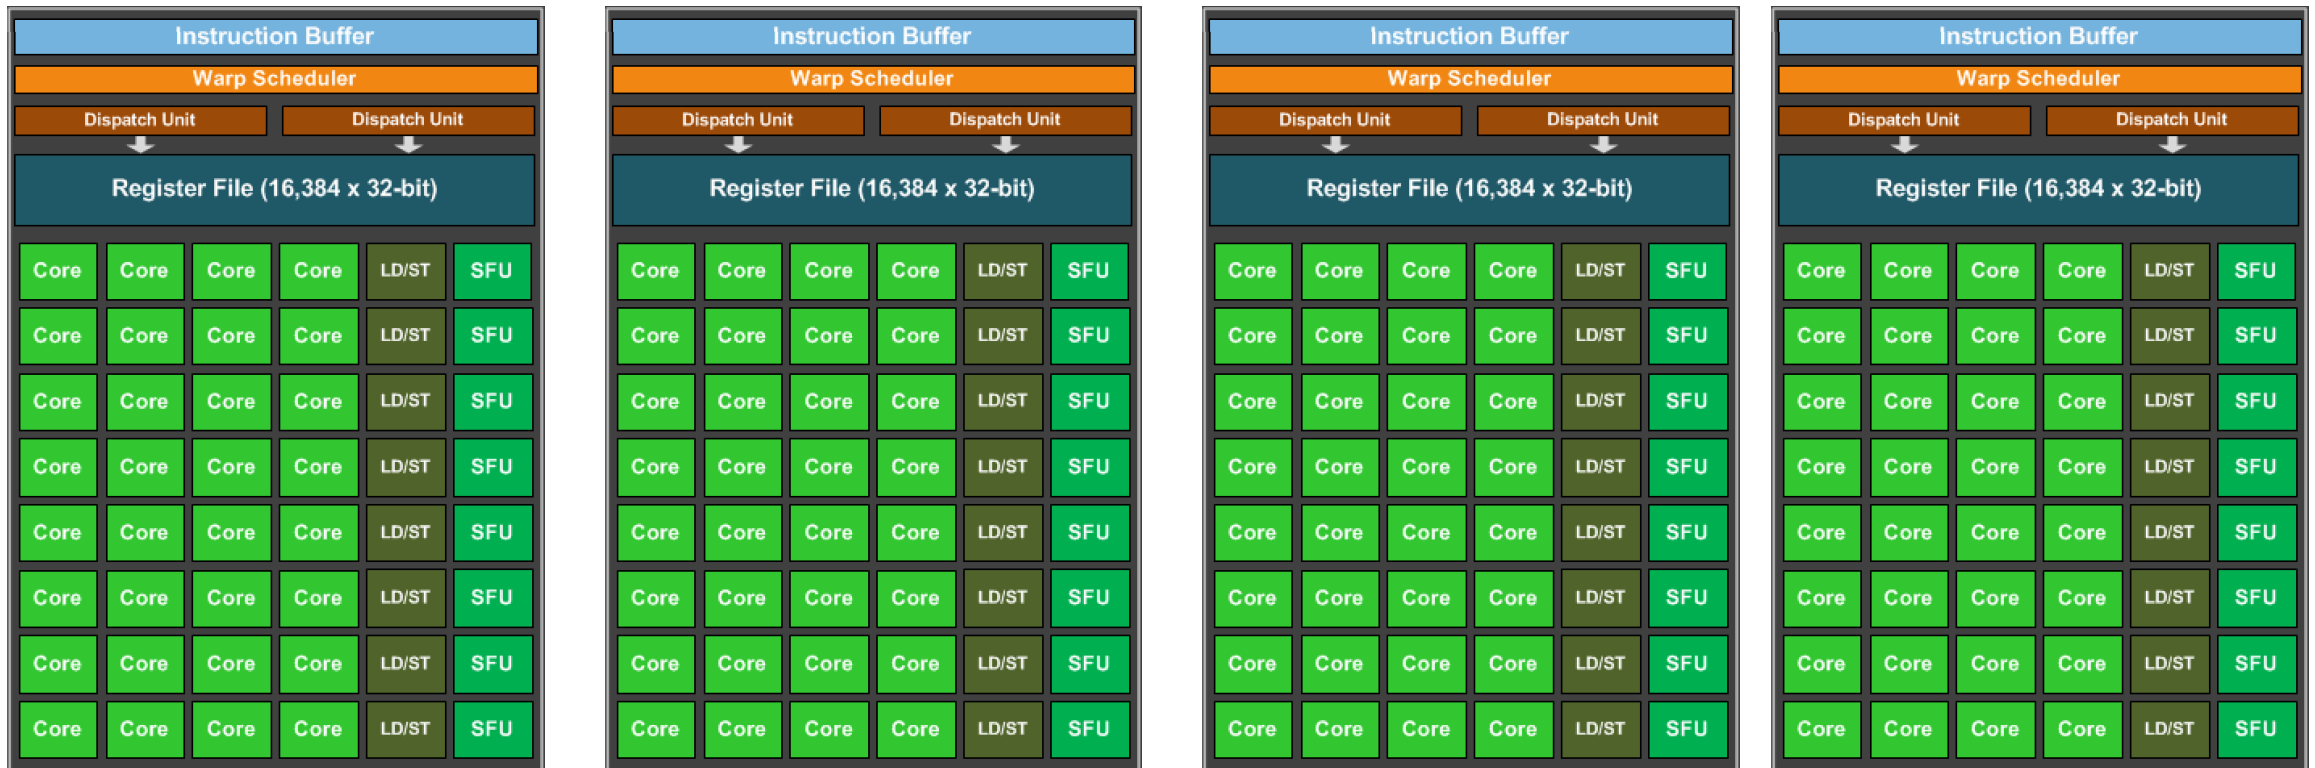 Instruction Buffer Instruction Buffer Instruction Buffer Instruction Buffer
Warp Scheduler Warp Scheduler Warp Scheduler Warp Scheduler
Dispatch Unit Dispatch Unit Dispatch Unit Dispatch Unit Dispatch Unit Dispatch Unit Dispatch Unit Dispatch Unit
Register File (16,384 x 32-bit) Register File (16,384 x 32-bit) Register File (16,384 x 32-bit) Register File (16,384 x 32-bit)
Core Core Core Core LD/ST SFU Core Core Core Core LD/ST SFU Core Core Core Core LD/ST SFU Core Core Core Core LD/ST SFU
Core Core Core Core LD/ST SFU Core Core Core Core LD/ST SFU Core Core Core Core LD/ST SFU Core Core Core Core LD/ST SFU
Core Core Core Core LD/ST SFU Core Core Core Core LD/ST SFU Core Core Core Core LD/ST SFU Core Core Core Core LD/ST SFU
Core Core Core Core LD/ST SFU Core Core Core Core LD/ST SFU Core Core Core Core LD/ST SFU Core Core Core Core LD/ST SFU
Core Core Core Core LD/ST SFU Core Core Core Core LD/ST SFU Core Core Core Core LD/ST SFU Core Core Core Core LD/ST SFU
Core Core Core Core LD/ST SFU Core Core Core Core LD/ST SFU Core Core Core Core LD/ST SFU Core Core Core Core LD/ST SFU
Core Core Core Core LD/ST SFU Core Core Core Core LD/ST SFU Core Core Core Core LD/ST SFU Core Core Core Core LD/ST SFU
Core Core Core Core LD/ST SFU Core Core Core Core LD/ST SFU Core Core Core Core LD/ST SFU Core Core Core Core LD/ST SFU